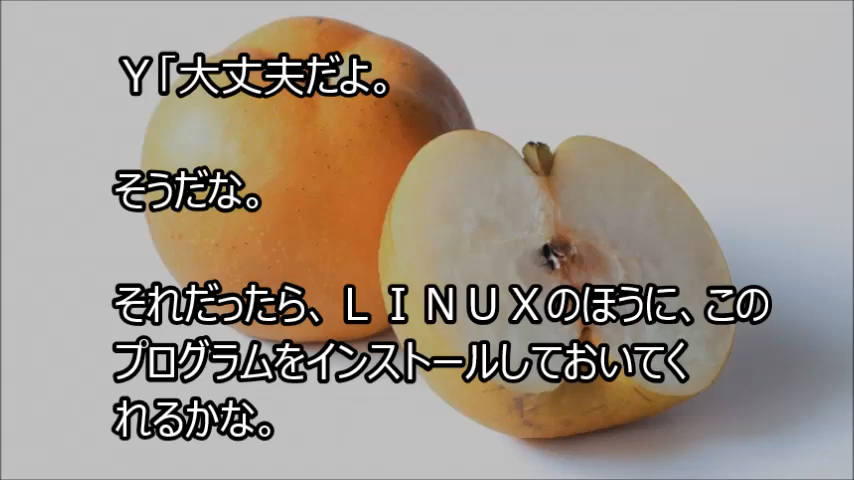 Ｙ「大丈夫だよ。
そうだな。
それだったら、ＬＩＮＵＸのほうに、この
プログラムをインストールしておいてく
れるかな。